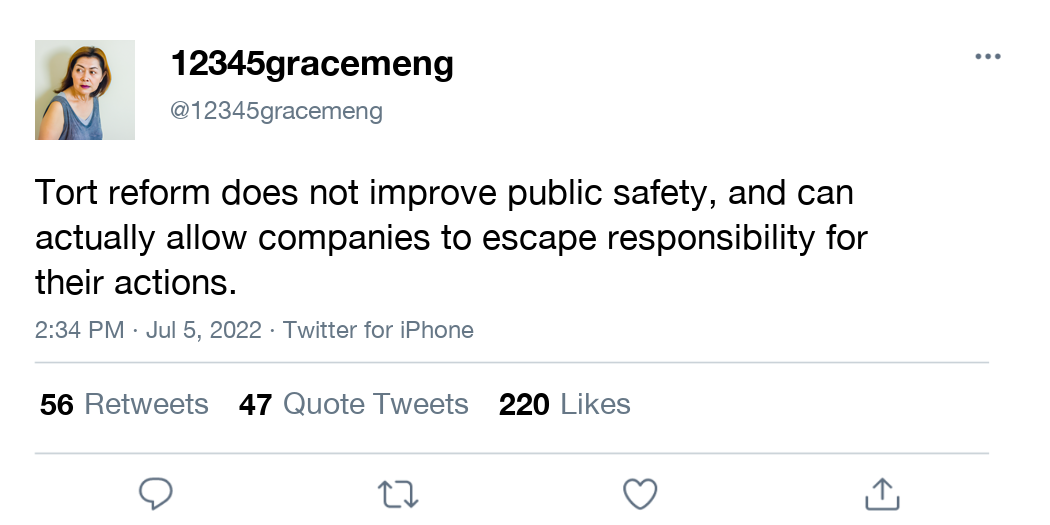 12345gracemeng
@12345gracemeng
Tort reform does not improve public safety, and can
actually allow companies to escape responsibility for
their actions.
2:34 PM · Jul 5, 2022 · Twitter for iPhone
56 Retweets 47 Quote Tweets 220 Likes